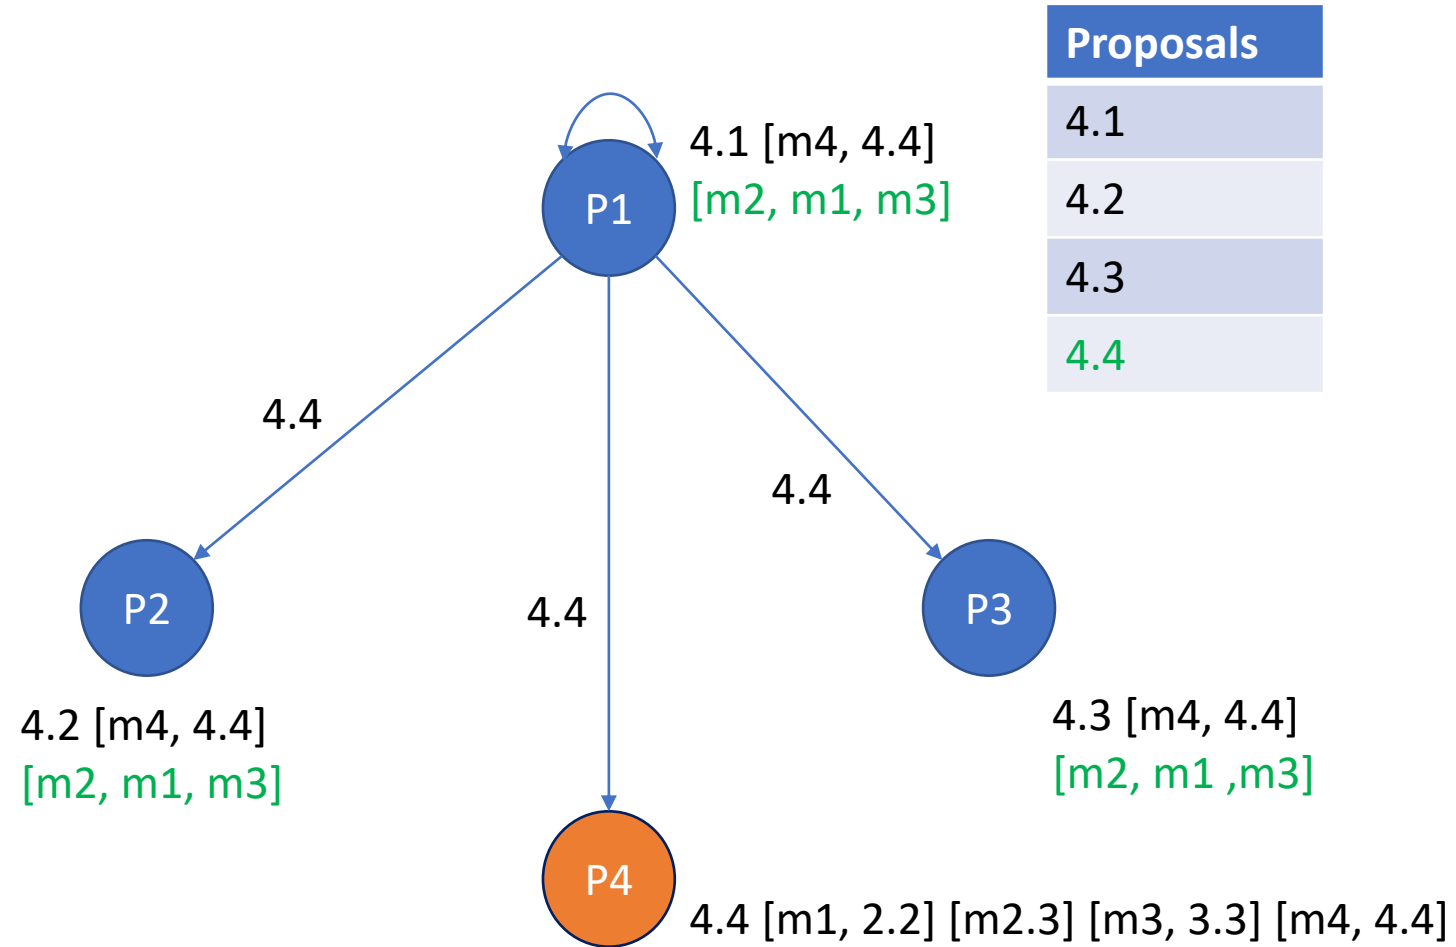 Proposals
4.1
4.2
4.3
4.4
4.1 [m4, 4.4]
[m2, m1, m3]
P1
4.4
4.4
4.4
P2
P3
4.2 [m4, 4.4]
[m2, m1, m3]
4.3 [m4, 4.4]
[m2, m1 ,m3]
P4
4.4 [m1, 2.2] [m2.3] [m3, 3.3] [m4, 4.4]